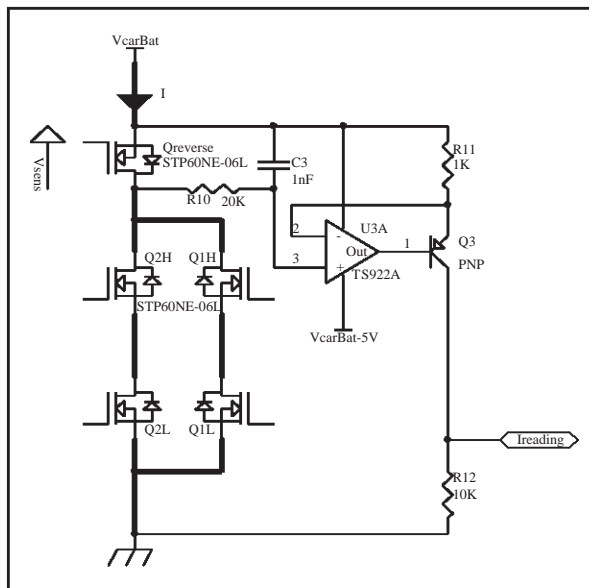 VcarBat
I
Vsens
Qreverse
STP60NE-06L
C3
1nF
R11
1K
R10 20K
U3A
2
-
Out
1
Q3
3
+
TS922A
PNP
Q2H
Q1H
STP60NE-06L
VcarBat-5V
Q2L
Q1L
Ireading
R12
10K